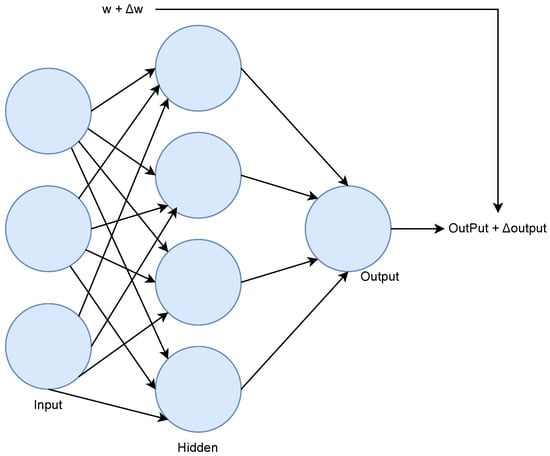 w + Δw
OutPut + Δoutput
Output
Input
Hidden